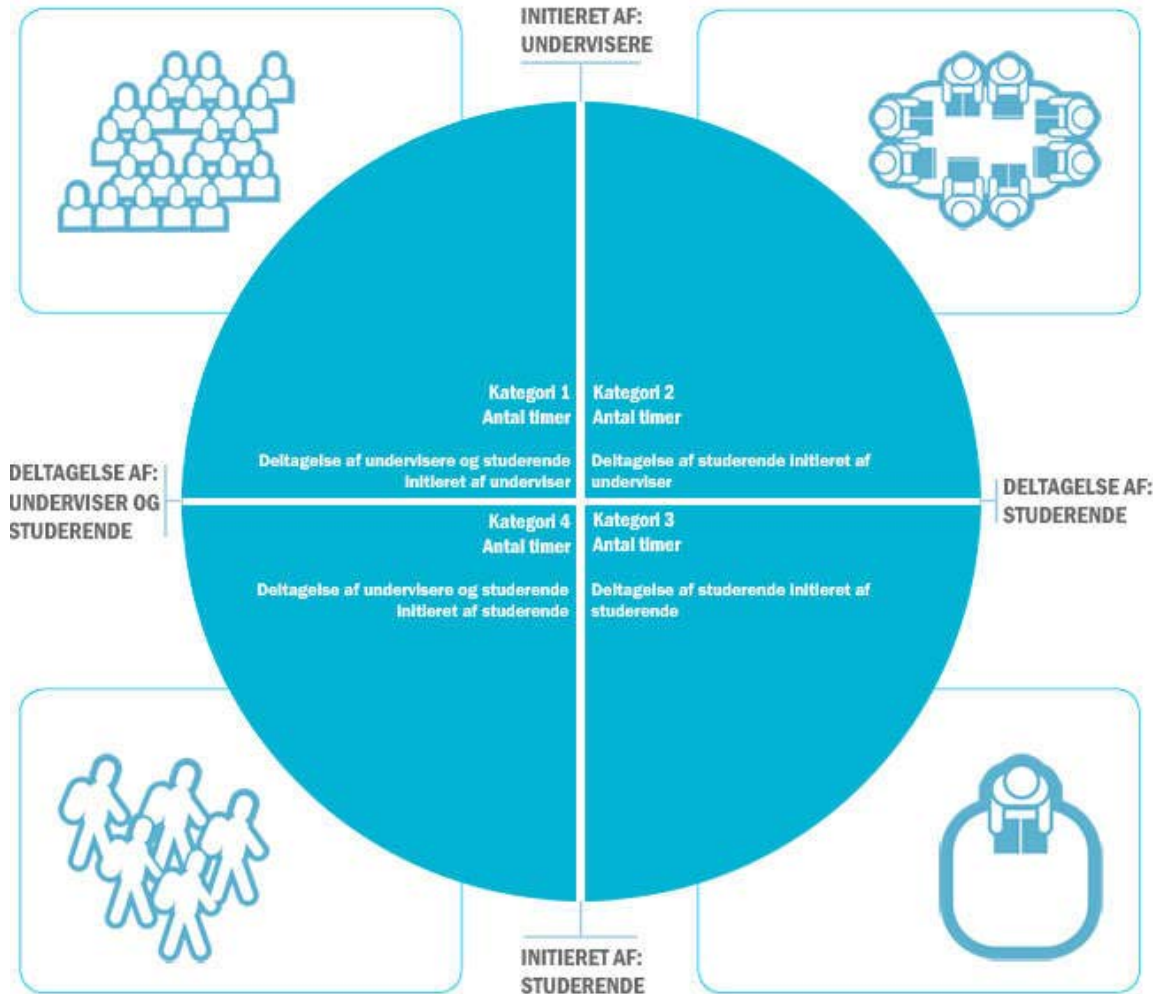 INITIERET AF:
UNDERVISERE
Kategori 1
Antal timer
Deltagelse af undervisere og studerende
initieret af underviser
Kategori 2
Antal timer
Deltagelse af studerende initieret af
underviser
DELTAGELSE AF:
UNDERVISER OG
STUDERENDE
DELTAGELSE AF:
STUDERENDE
Kategori 4
Antal timer
Deltagelse af undervisere og studerende
initieret af studerende
Kategori 3
Antal timer
Deltagelse af studerende initieret af
studerende
INITIERET AF:
STUDERENDE